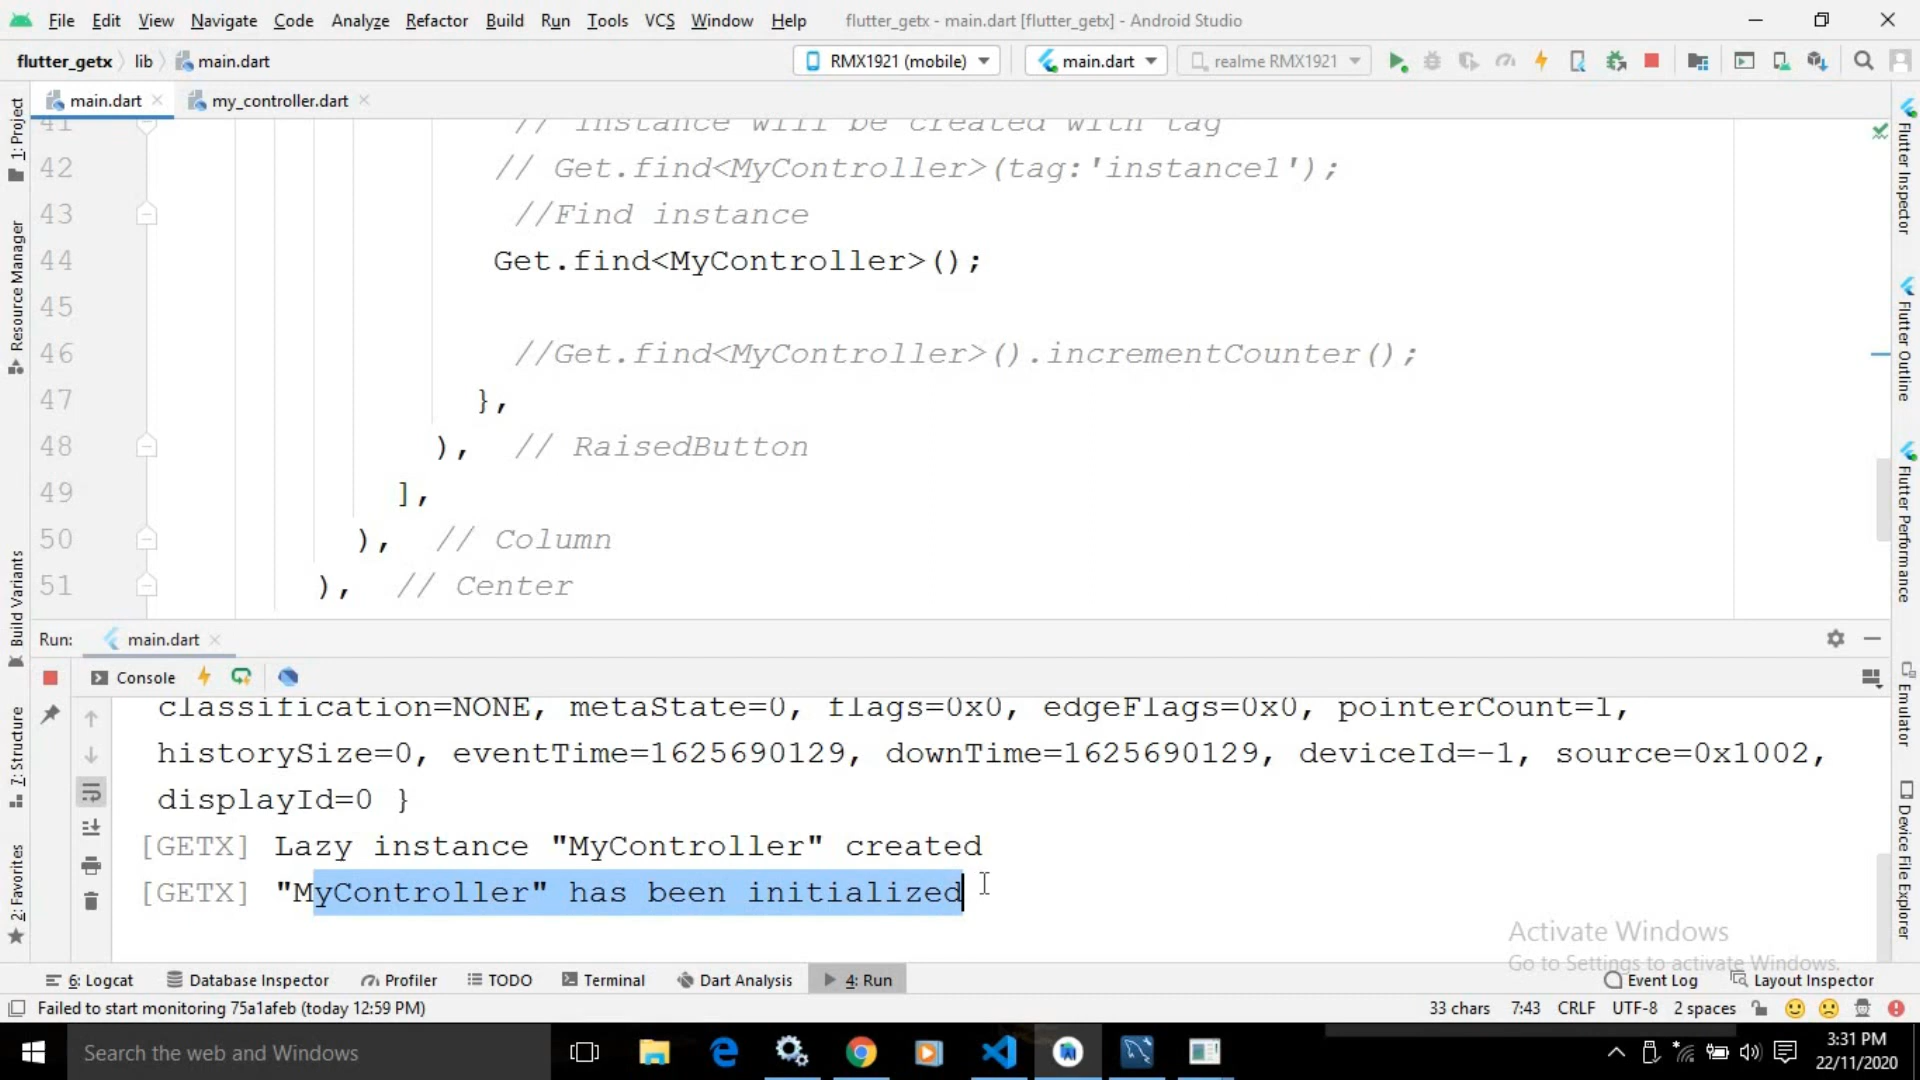 File Edit View Navigate Code Analyze Refactor Build Run Tools VCS Window Help flutter_getx - main.dart [flutter_getx] - Android Studio
flutter_getx lib main.dart RMX1921 (mobile) main.dart realme RMX1921
main.dart my_controller.dart
41 // instance will be created with tag
42 // Get.find<MyController>(tag:'instance1');
43 //Find instance
44 Get.find<MyController>();
45
46 //Get.find<MyController>().incrementCounter();
47 },
48 ), // RaisedButton
49 ],
50 ), // Column
51 ), // Center
1: Project
Resource Manager
Build Variants
7: Structure
2: Favorites
Flutter Inspector
Flutter Outline
Flutter Performance
Emulator
Device File Explorer
Run: main.dart
Console
classification=NONE, metaState=0, flags=0x0, edgeFlags=0x0, pointerCount=1,
historySize=0, eventTime=1625690129, downTime=1625690129, deviceId=-1, source=0x1002,
displayId=0 }
[GETX] Lazy instance "MyController" created
[GETX] "MyController" has been initialized
Activate Windows
Go to Settings to activate Windows.
6: Logcat Database Inspector Profiler TODO Terminal Dart Analysis 4: Run Event Log Layout Inspector
Failed to start monitoring 75a1afeb (today 12:59 PM) 33 chars 7:43 CRLF UTF-8 2 spaces
Search the web and Windows
3:31 PM
22/11/2020